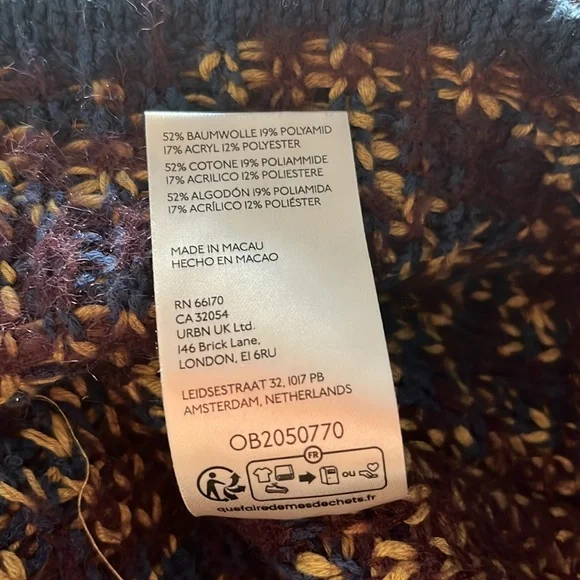 52% BAUMWOLLE 19% POLYAMID
17% ACRYL 12% POLYESTER
52% COTONE 19% POLIAMMIDE
17% ACRILICO 12% POLIESTERE
52% ALGODÓN 19% POLIAMIDA
17% ACRÍLICO 12% POLIÉSTER
MADE IN MACAU
HECHO EN MACAO
RN 66170
CA 32054
URBN UK Ltd.
146 Brick Lane,
LONDON, E1 6RU
LEIDSESTRAAT 32, 1017 PB
AMSTERDAM, NETHERLANDS
OB2050770
FR
ou
quefairedemesdechets.fr